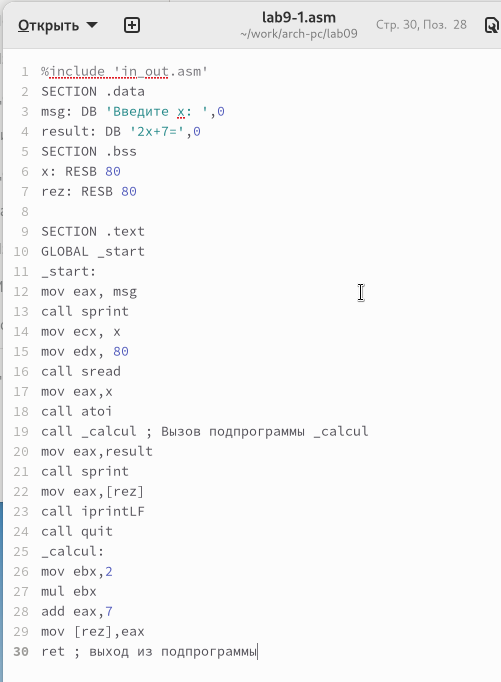 Открыть
lab9-1.asm
~/work/arch-pc/lab09
Стр. 30, Поз. 28
1 %include 'in_out.asm'
2 SECTION .data
3 msg: DB 'Введите x: ',0
4 result: DB '2x+7=',0
5 SECTION .bss
6 x: RESB 80
7 rez: RESB 80
8
9 SECTION .text
10 GLOBAL _start
11 _start:
12 mov eax, msg
13 call sprint
14 mov ecx, x
15 mov edx, 80
16 call sread
17 mov eax,x
18 call atoi
19 call _calcul ; Вызов подпрограммы _calcul
20 mov eax,result
21 call sprint
22 mov eax,[rez]
23 call iprintLF
24 call quit
25 _calcul:
26 mov ebx,2
27 mul ebx
28 add eax,7
29 mov [rez],eax
30 ret ; выход из подпрограммы